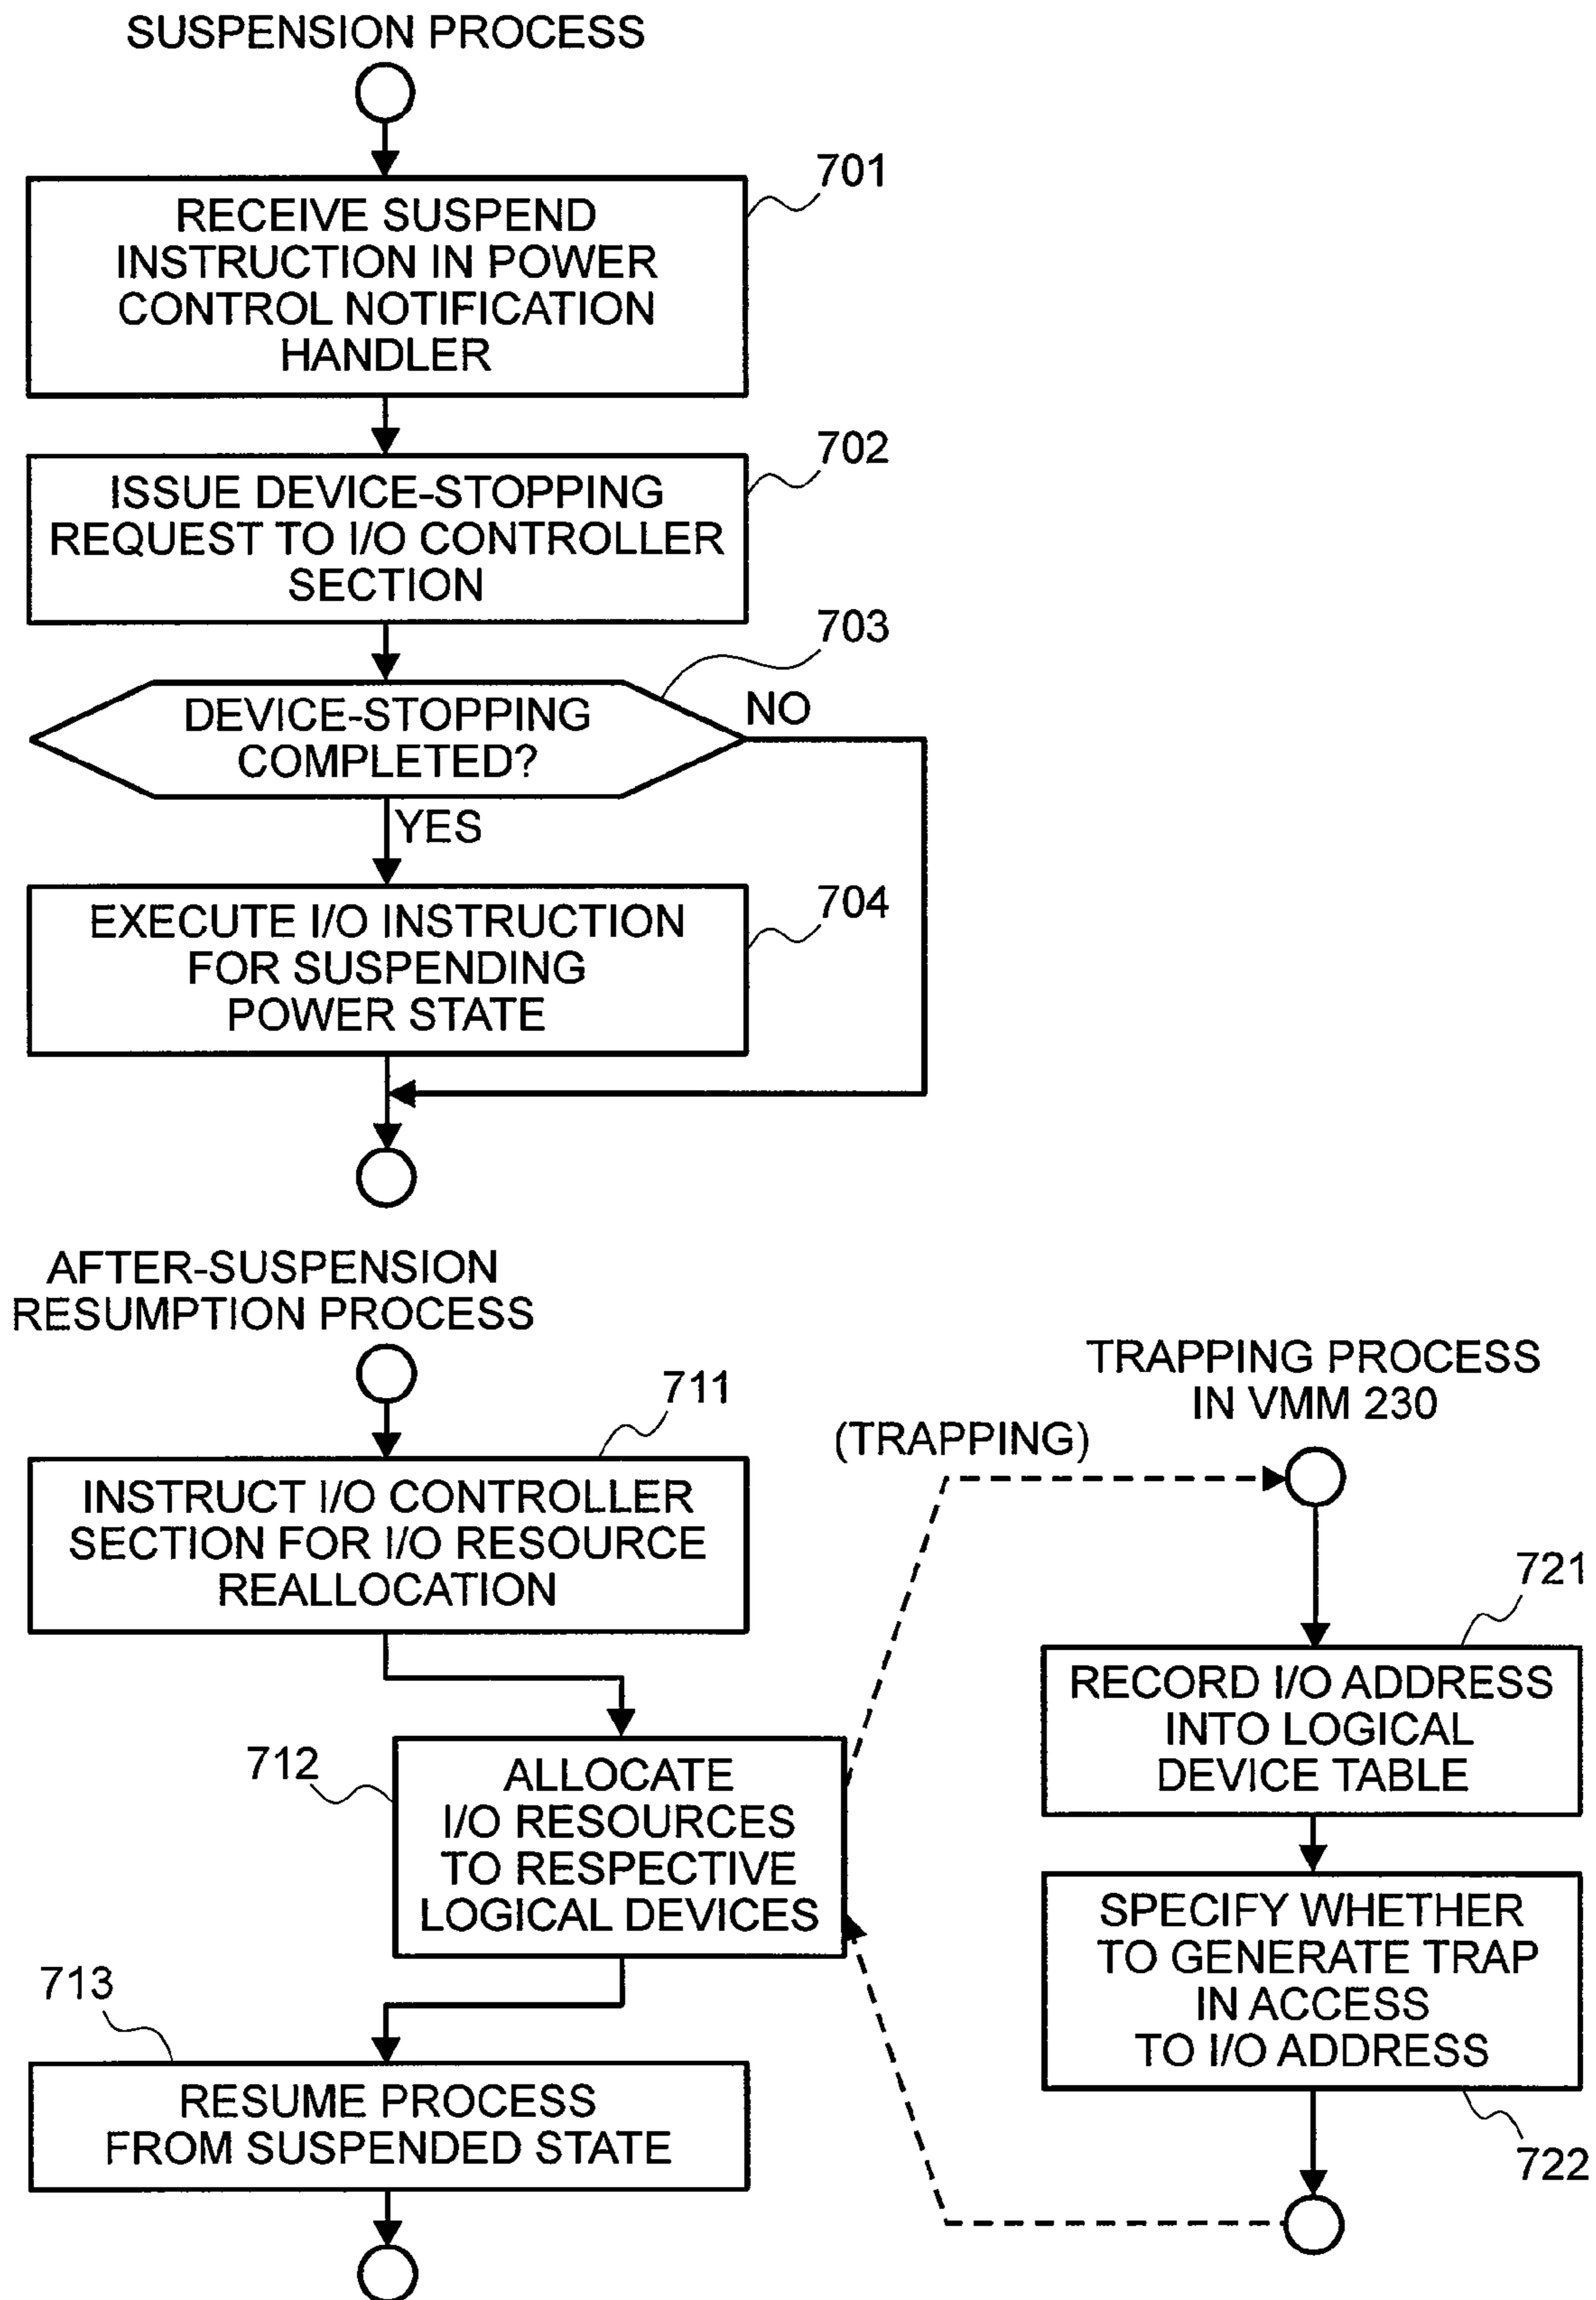 SUSPENSION PROCESS
701
RECEIVE SUSPEND
INSTRUCTION IN POWER
CONTROL NOTIFICATION
HANDLER
702
ISSUE DEVICE-STOPPING
REQUEST TO I/O CONTROLLER
SECTION
703
DEVICE-STOPPING
COMPLETED?
NO
YES
704
EXECUTE I/O INSTRUCTION
FOR SUSPENDING
POWER STATE
AFTER-SUSPENSION
RESUMPTION PROCESS
711
INSTRUCT I/O CONTROLLER
SECTION FOR I/O RESOURCE
REALLOCATION
712
ALLOCATE
I/O RESOURCES
TO RESPECTIVE
LOGICAL DEVICES
713
RESUME PROCESS
FROM SUSPENDED STATE
(TRAPPING)
TRAPPING PROCESS
IN VMM 230
721
RECORD I/O ADDRESS
INTO LOGICAL
DEVICE TABLE
SPECIFY WHETHER
TO GENERATE TRAP
IN ACCESS
TO I/O ADDRESS
722